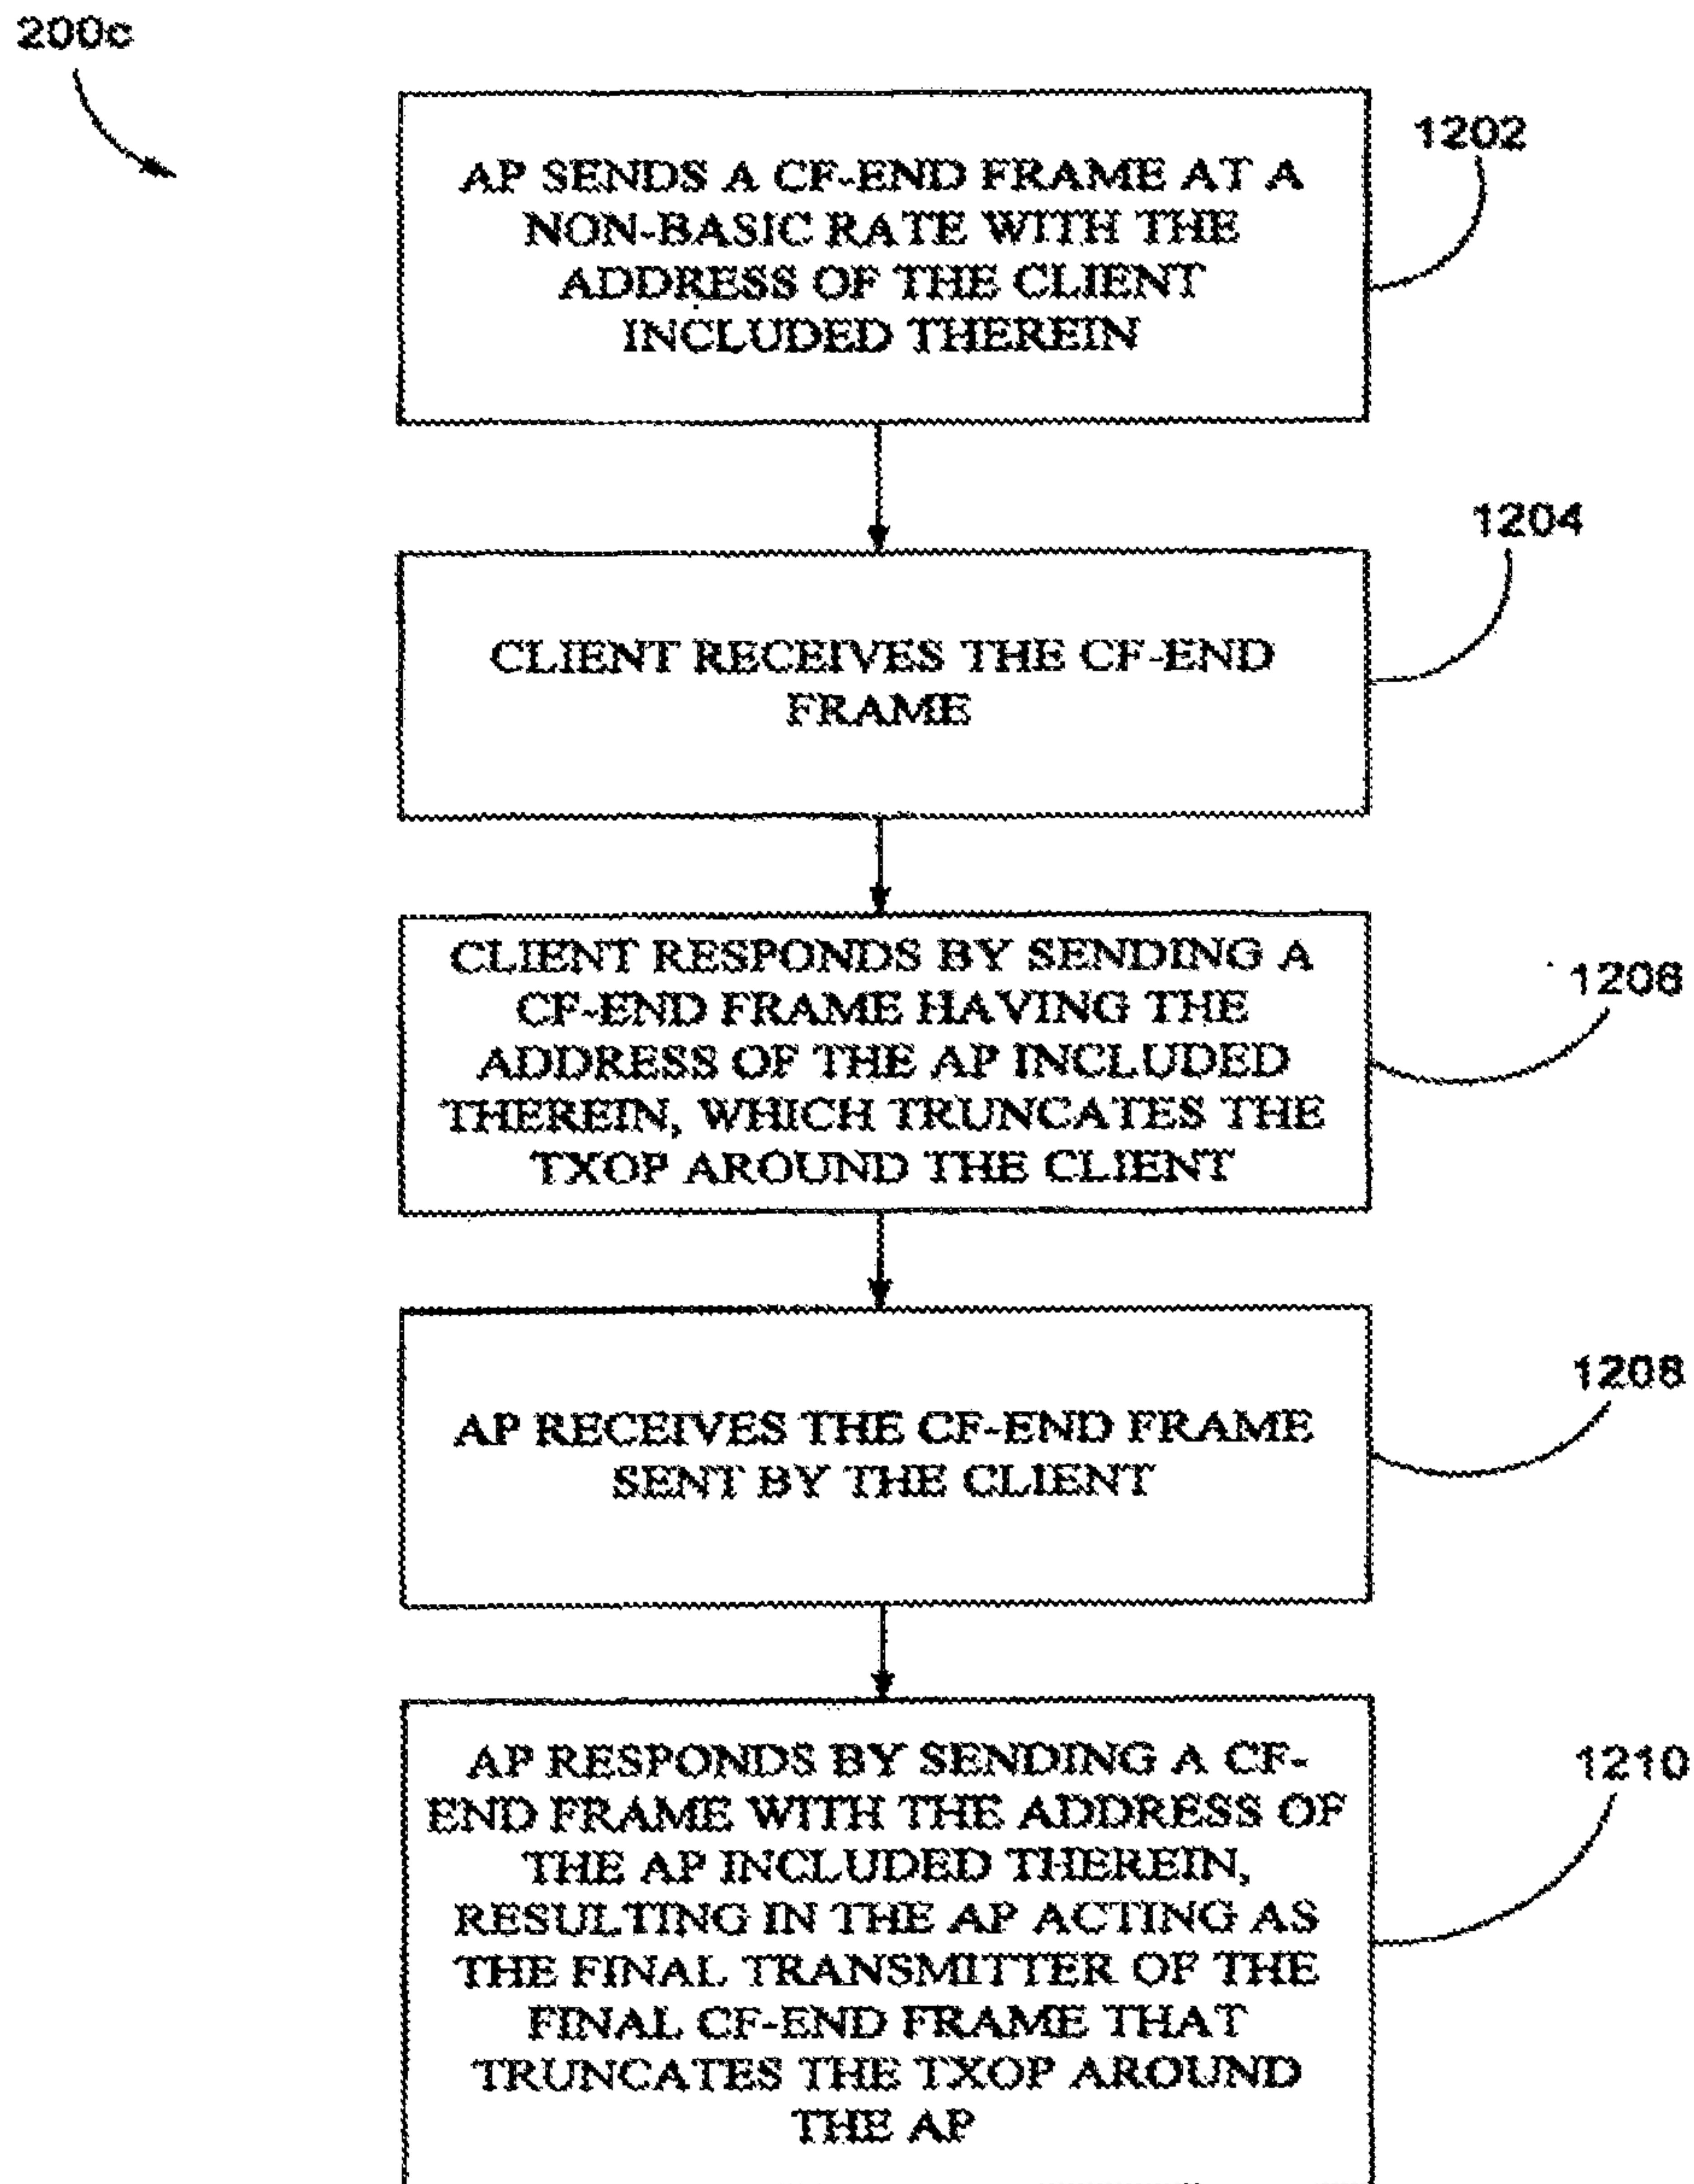 200c
1202
AP SENDS A CF-END FRAME AT A
NON-BASIC RATE WITH THE
ADDRESS OF THE CLIENT
INCLUDED THEREIN
1204
CLIENT RECEIVES THE CF-END
FRAME
1206
CLIENT RESPONDS BY SENDING A
CF-END FRAME HAVING THE
ADDRESS OF THE AP INCLUDED
THEREIN, WHICH TRUNCATES THE
TXOP AROUND THE CLIENT
1208
AP RECEIVES THE CF-END FRAME
SENT BY THE CLIENT
1210
AP RESPONDS BY SENDING A CF-
END FRAME WITH THE ADDRESS OF
THE AP INCLUDED THEREIN,
RESULTING IN THE AP ACTING AS
THE FINAL TRANSMITTER OF THE
FINAL CF-END FRAME THAT
TRUNCATES THE TXOP AROUND
THE AP